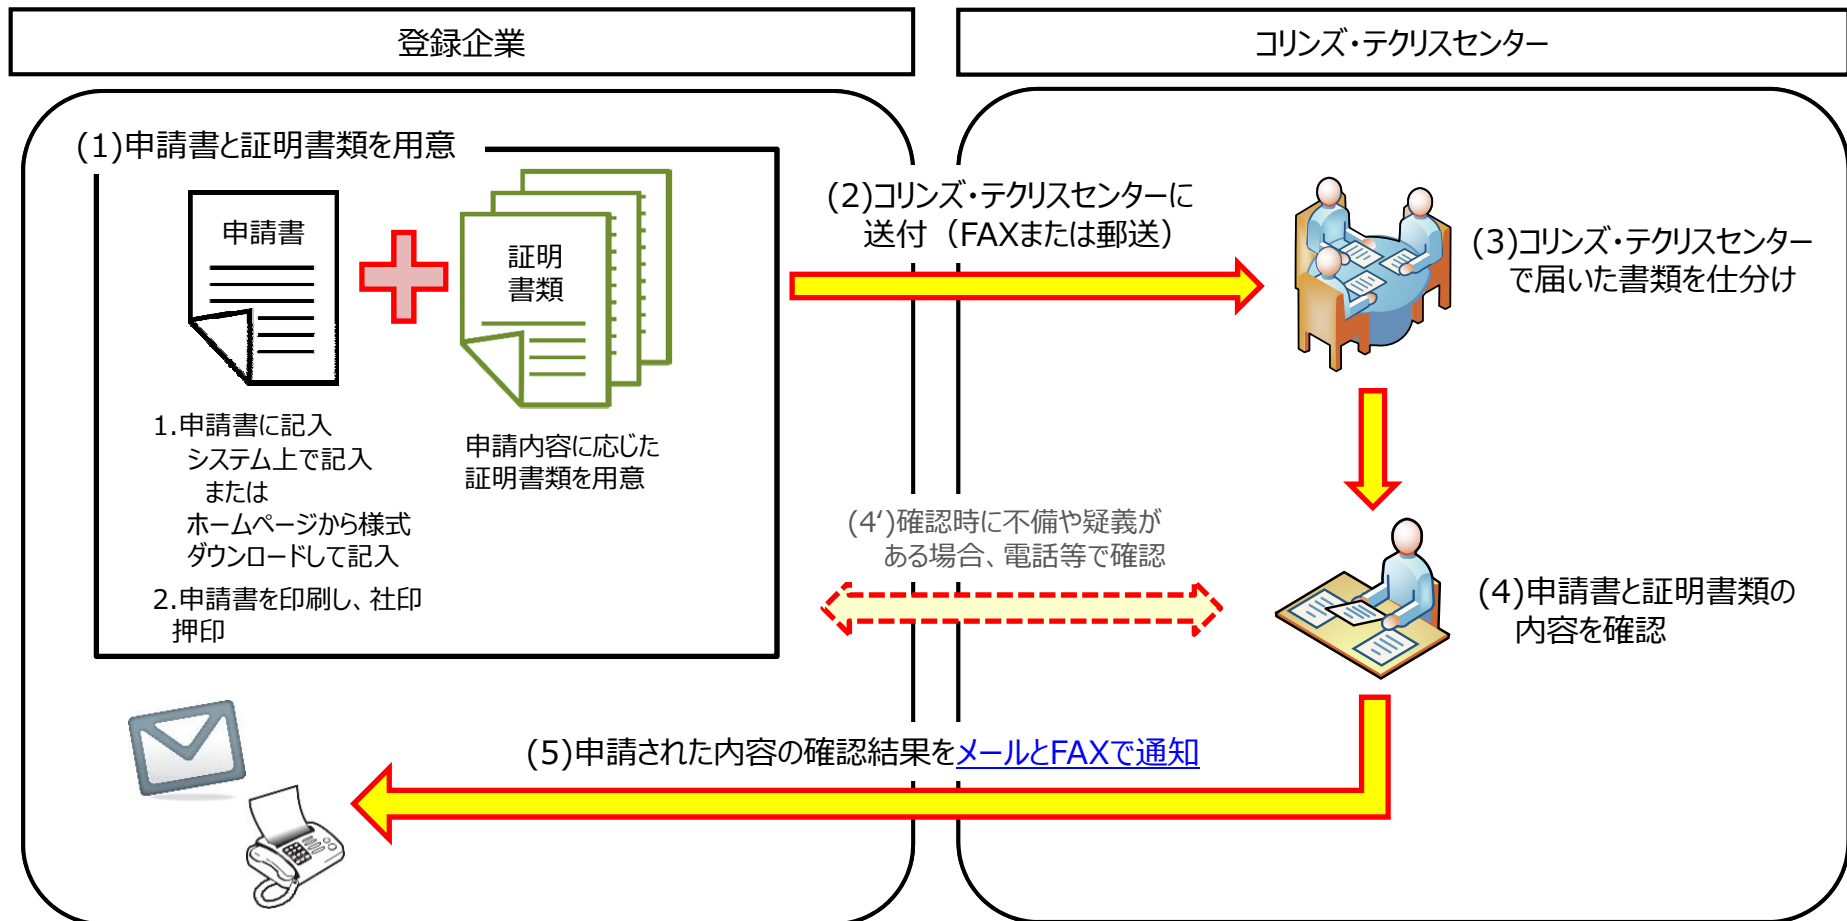 登録企業
コリンズ・テクリスセンター
(1)申請書と証明書類を用意
申請書
証明
書類
1.申請書に記入
システム上で記入
または
ホームページから様式
ダウンロードして記入
2.申請書を印刷し、社印
押印
申請内容に応じた
証明書類を用意
(2)コリンズ・テクリスセンターに
送付（FAXまたは郵送）
(3)コリンズ・テクリスセンター
で届いた書類を仕分け
(4‘)確認時に不備や疑義が
ある場合、電話等で確認
(4)申請書と証明書類の
内容を確認
(5)申請された内容の確認結果をメールとFAXで通知